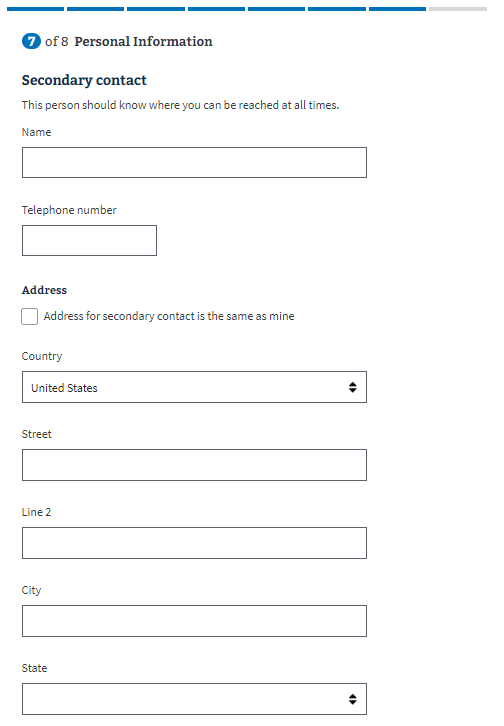 7 of 8 Personal Information
Secondary contact
This person should know where you can be reached at all times.
Name
Telephone number
Address
Address for secondary contact is the same as mine
Country
United States
Street
Line 2
City
State